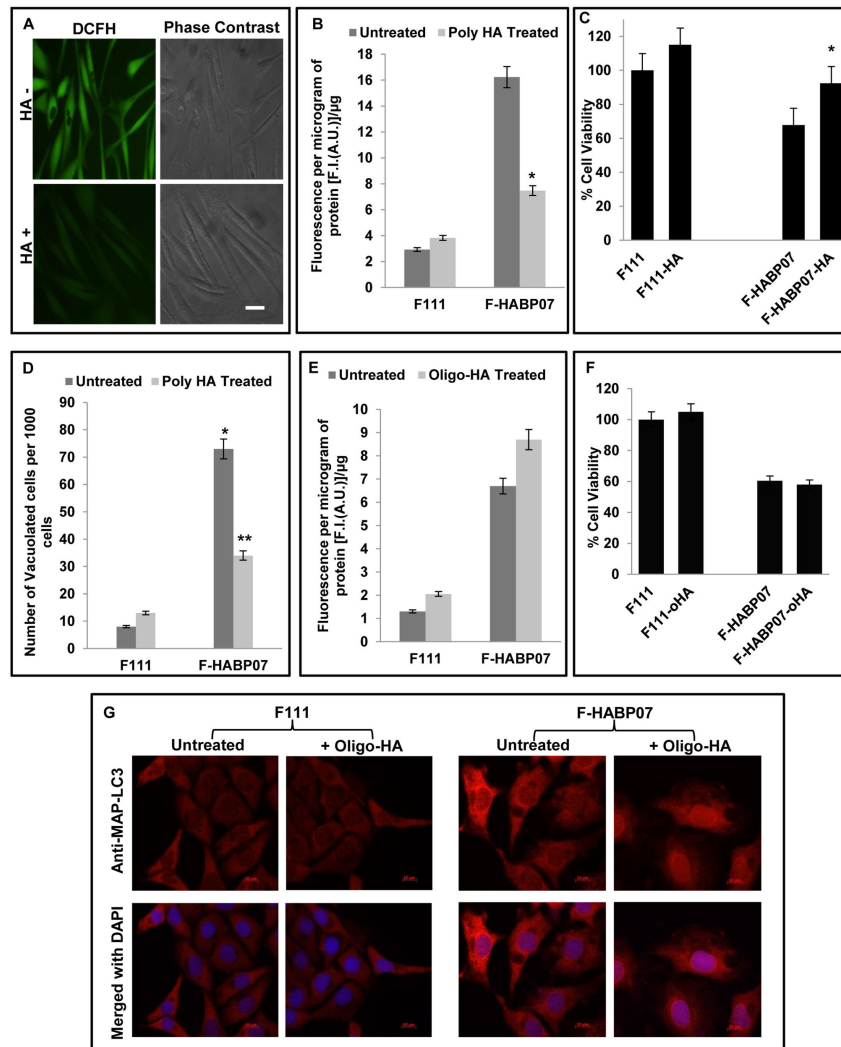 A
DCFH
Phase Contrast
HA -
HA +
B
Untreated
Poly HA Treated
Fluorescence per microgram of
protein [F.I.(A.U.)]/µg
18
16
14
12
10
8
6
4
2
0
*
F111
F-HABP07
C
% Cell Viability
120
100
80
60
40
20
0
*
F111
F111-HA
F-HABP07
F-HABP07-HA
D
Untreated
Poly HA Treated
Number of Vacuolated cells per 1000
cells
90
80
70
60
50
40
30
20
10
0
*
**
F111
F-HABP07
E
Untreated
Oligo-HA Treated
Fluorescence per microgram of
protein [F.I.(A.U.)]/µg
10
9
8
7
6
5
4
3
2
1
0
F111
F-HABP07
F
% Cell Viability
120
100
80
60
40
20
0
F111
F111-oHA
F-HABP07
F-HABP07-oHA
G
F111
F-HABP07
Untreated
+ Oligo-HA
Untreated
+ Oligo-HA
Anti-MAP-LC3
Merged with DAPI